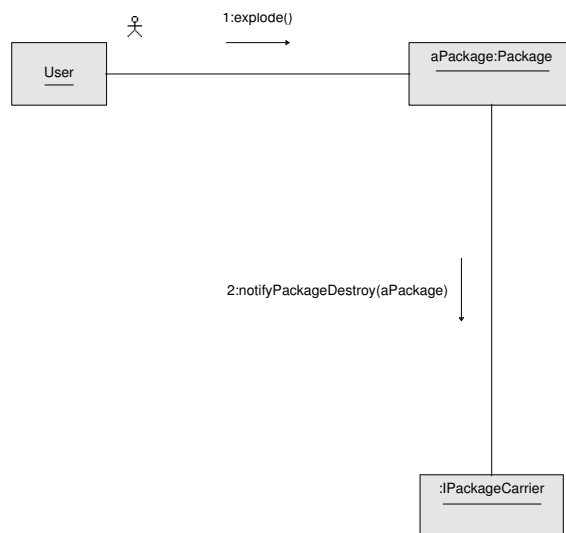 1:explode()
User
aPackage:Package
2:notifyPackageDestroy(aPackage)
:IPackageCarrier